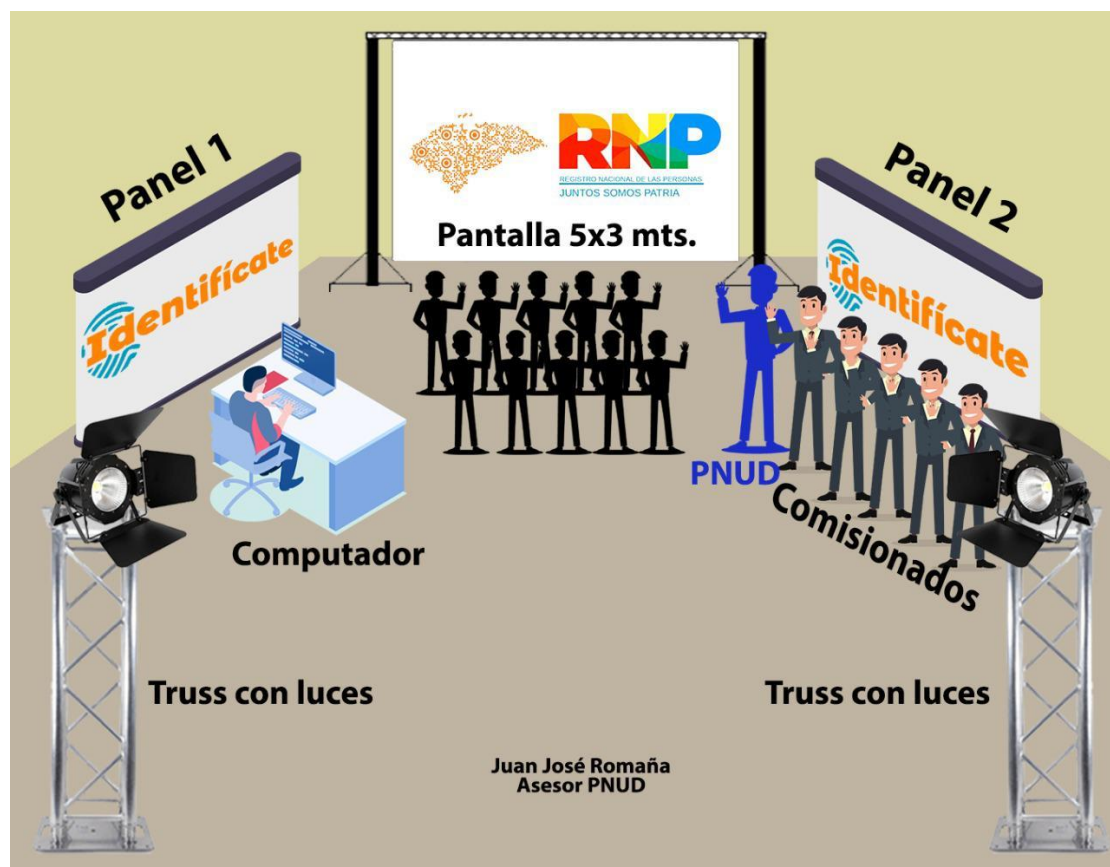 RNP
REGISTRO NACIONAL DE LAS PERSONAS
JUNTOS SOMOS PATRIA
Pantalla 5x3 mts.
Panel 1
Identifícate
Panel 2
Identifícate
Computador
PNUD
Comisionados
Truss con luces
Truss con luces
Juan José Romaña
Asesor PNUD